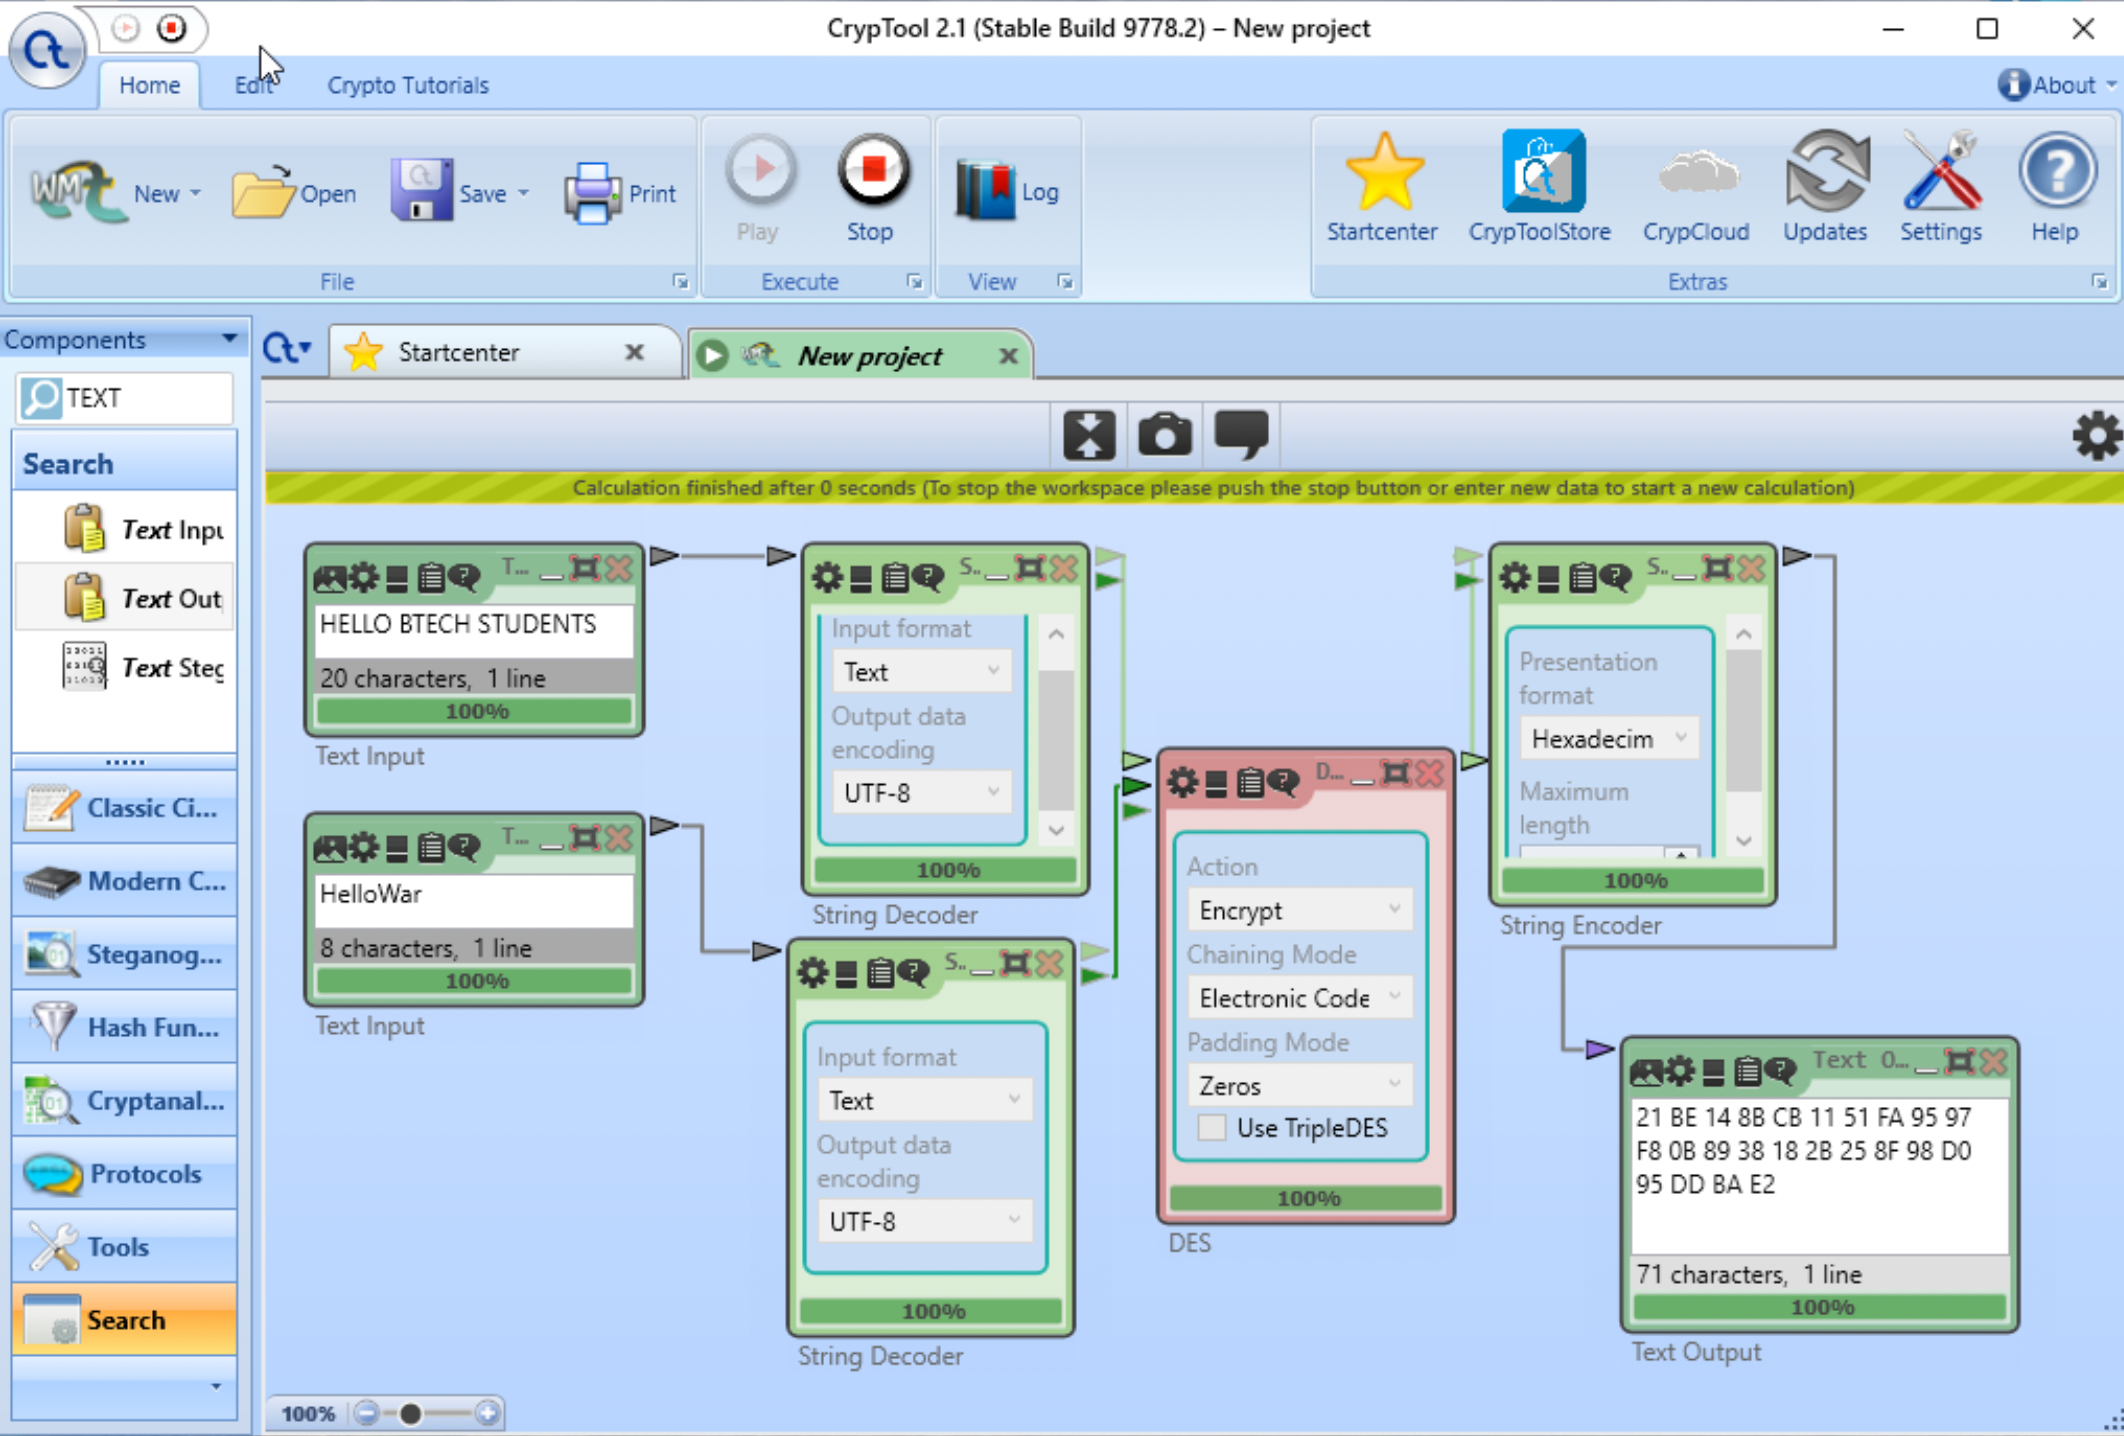 CrypTool 2.1 (Stable Build 9778.2) – New project
Home
Edit
Crypto Tutorials
About
New
Open
Save
Print
Play
Stop
Log
Startcenter
CrypToolStore
CrypCloud
Updates
Settings
Help
File
Execute
View
Extras
Components
TEXT
Search
Text Inpu
Text Out
Text Steg
Classic Ci...
Modern C...
Steganog...
Hash Fun...
Cryptanal...
Protocols
Tools
Search
Startcenter
New project
Calculation finished after 0 seconds (To stop the workspace please push the stop button or enter new data to start a new calculation)
T...
HELLO BTECH STUDENTS
20 characters, 1 line
100%
Text Input
T...
HelloWar
8 characters, 1 line
100%
Text Input
S..
Input format
Text
Output data
encoding
UTF-8
100%
String Decoder
S..
Input format
Text
Output data
encoding
UTF-8
100%
String Decoder
D...
Action
Encrypt
Chaining Mode
Electronic Code
Padding Mode
Zeros
Use TripleDES
100%
DES
S..
Presentation
format
Hexadecim
Maximum
length
100%
String Encoder
Text O...
21 BE 14 8B CB 11 51 FA 95 97
F8 0B 89 38 18 2B 25 8F 98 D0
95 DD BA E2
71 characters, 1 line
100%
Text Output
100%